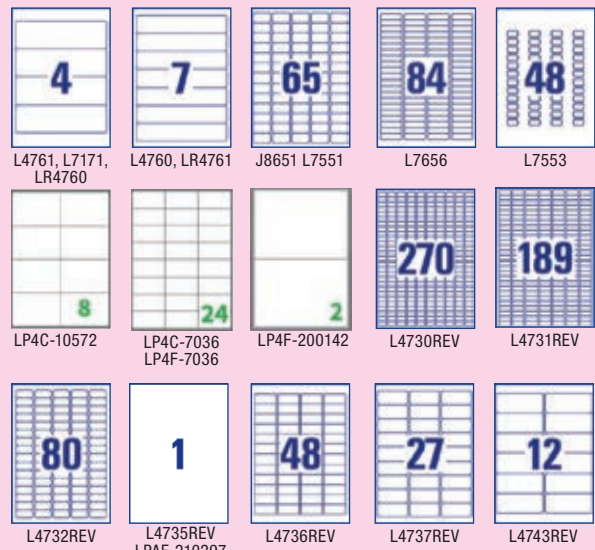 4
7
65
84
48
L4761, L7171,
LR4760
L4760, LR4761
J8651 L7551
L7656
L7553
8
24
2
270
189
LP4C-10572
LP4C-7036
LP4F-7036
LP4F-200142
L4730REV
L4731REV
80
1
48
27
12
L4732REV
L4735REV
L4736REV
L4737REV
L4743REV